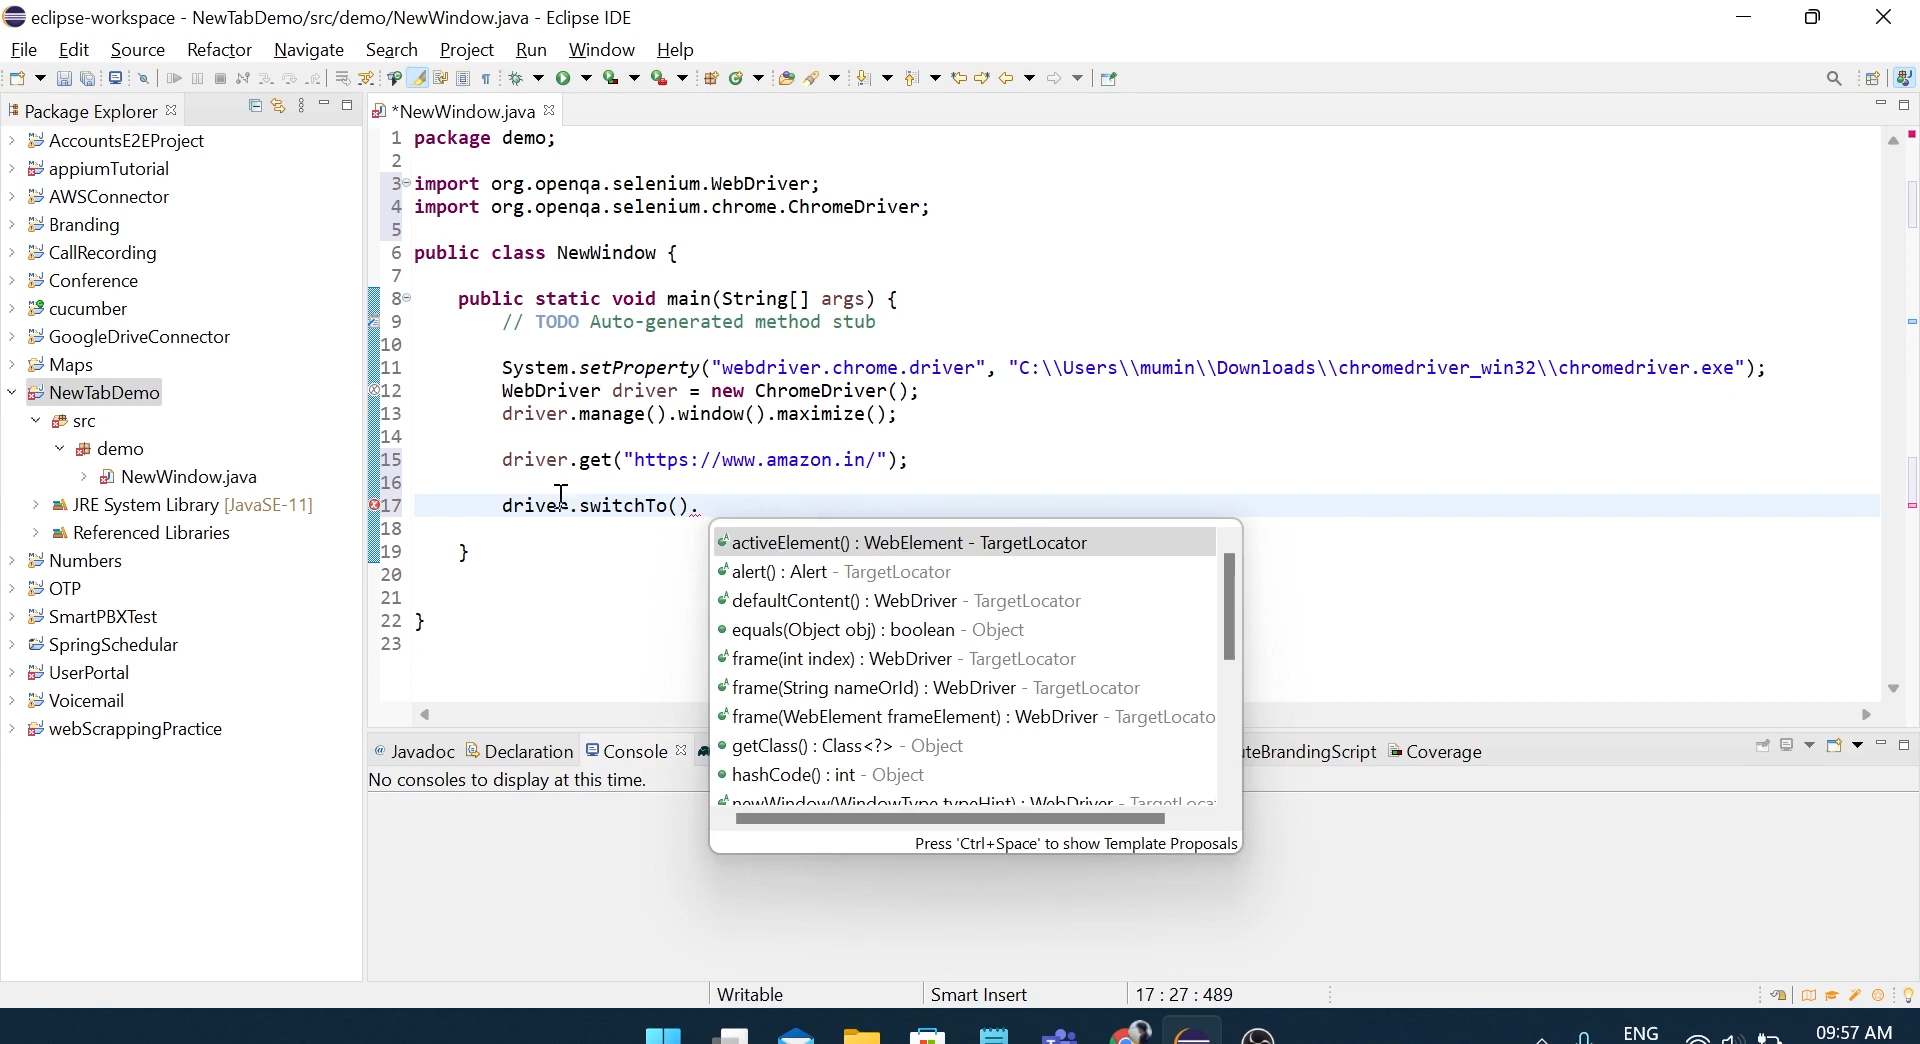 eclipse-workspace - NewTabDemo/src/demo/NewWindow.java - Eclipse IDE
File Edit Source Refactor Navigate Search Project Run Window Help
Package Explorer
*NewWindow.java
AccountsE2EProject
appiumTutorial
AWSConnector
Branding
CallRecording
Conference
cucumber
GoogleDriveConnector
Maps
NewTabDemo
src
demo
NewWindow.java
JRE System Library [JavaSE-11]
Referenced Libraries
Numbers
OTP
SmartPBXTest
SpringSchedular
UserPortal
Voicemail
webScrappingPractice
1 package demo;
2
3 import org.openqa.selenium.WebDriver;
4 import org.openqa.selenium.chrome.ChromeDriver;
5
6 public class NewWindow {
7
8 public static void main(String[] args) {
9 // TODO Auto-generated method stub
10
11 System.setProperty("webdriver.chrome.driver", "C:\\Users\\mumin\\Downloads\\chromedriver_win32\\chromedriver.exe");
12 WebDriver driver = new ChromeDriver();
13 driver.manage().window().maximize();
14
15 driver.get("https://www.amazon.in/");
16
17 driver.switchTo().
18
19 }
20
21
22 }
23
activeElement() : WebElement - TargetLocator
alert() : Alert - TargetLocator
defaultContent() : WebDriver - TargetLocator
equals(Object obj) : boolean - Object
frame(int index) : WebDriver - TargetLocator
frame(String nameOrId) : WebDriver - TargetLocator
frame(WebElement frameElement) : WebDriver - TargetLocato
getClass() : Class<?> - Object
hashCode() : int - Object
newWindow(WindowType typeHint) : WebDriver - TargetLoca
Press 'Ctrl+Space' to show Template Proposals
@ Javadoc Declaration Console uteBrandingScript Coverage
No consoles to display at this time.
Writable Smart Insert 17 : 27 : 489
ENG 09:57 AM